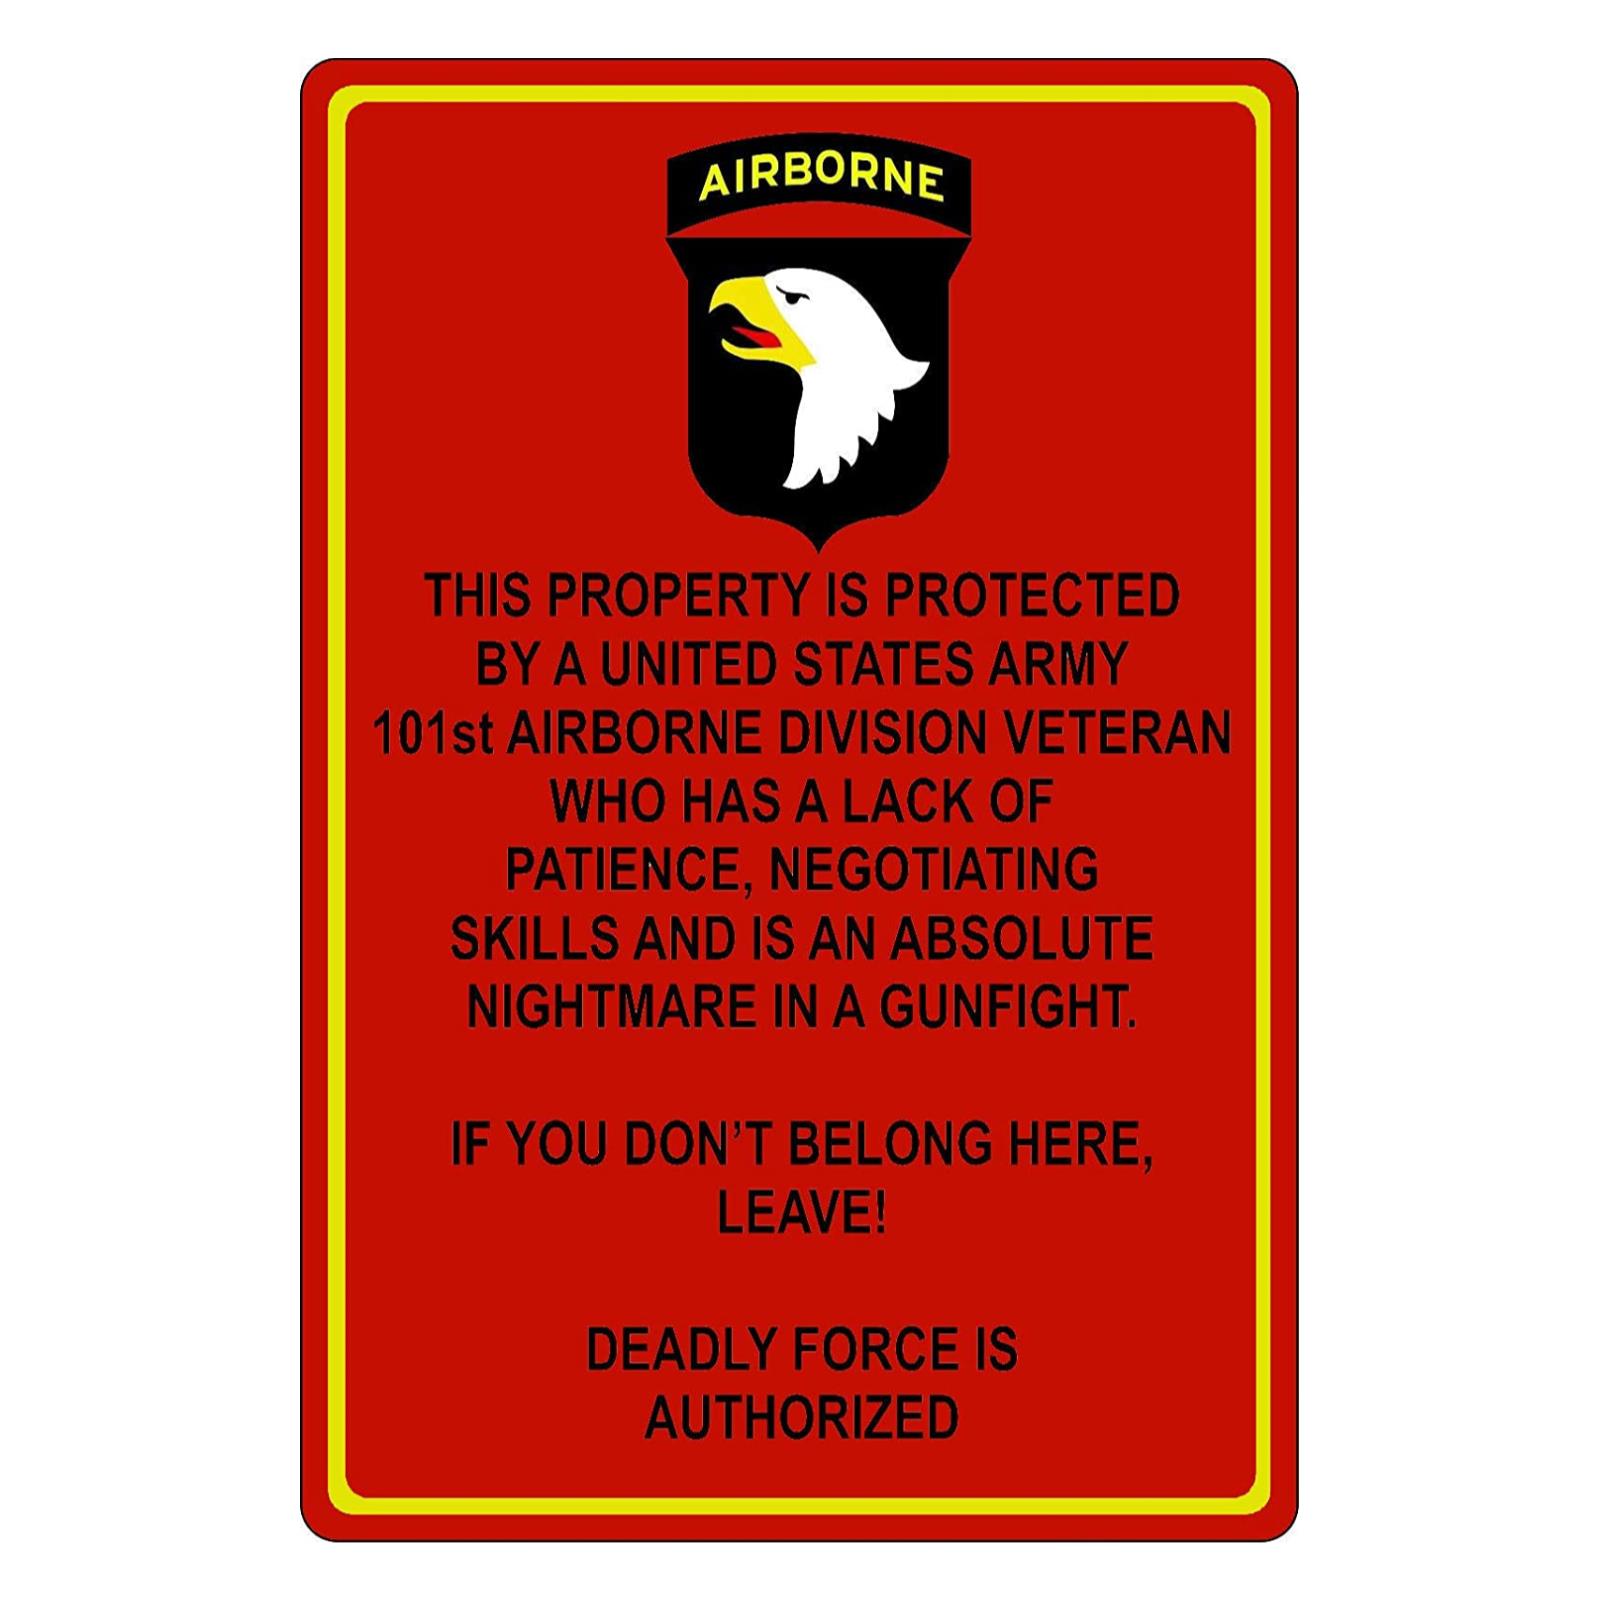 AIRBORNE
THIS PROPERTY IS PROTECTED
BY A UNITED STATES ARMY
101st AIRBORNE DIVISION VETERAN
WHO HAS A LACK OF
PATIENCE, NEGOTIATING
SKILLS AND IS AN ABSOLUTE
NIGHTMARE IN A GUNFIGHT.
IF YOU DON’T BELONG HERE,
LEAVE!
DEADLY FORCE IS
AUTHORIZED